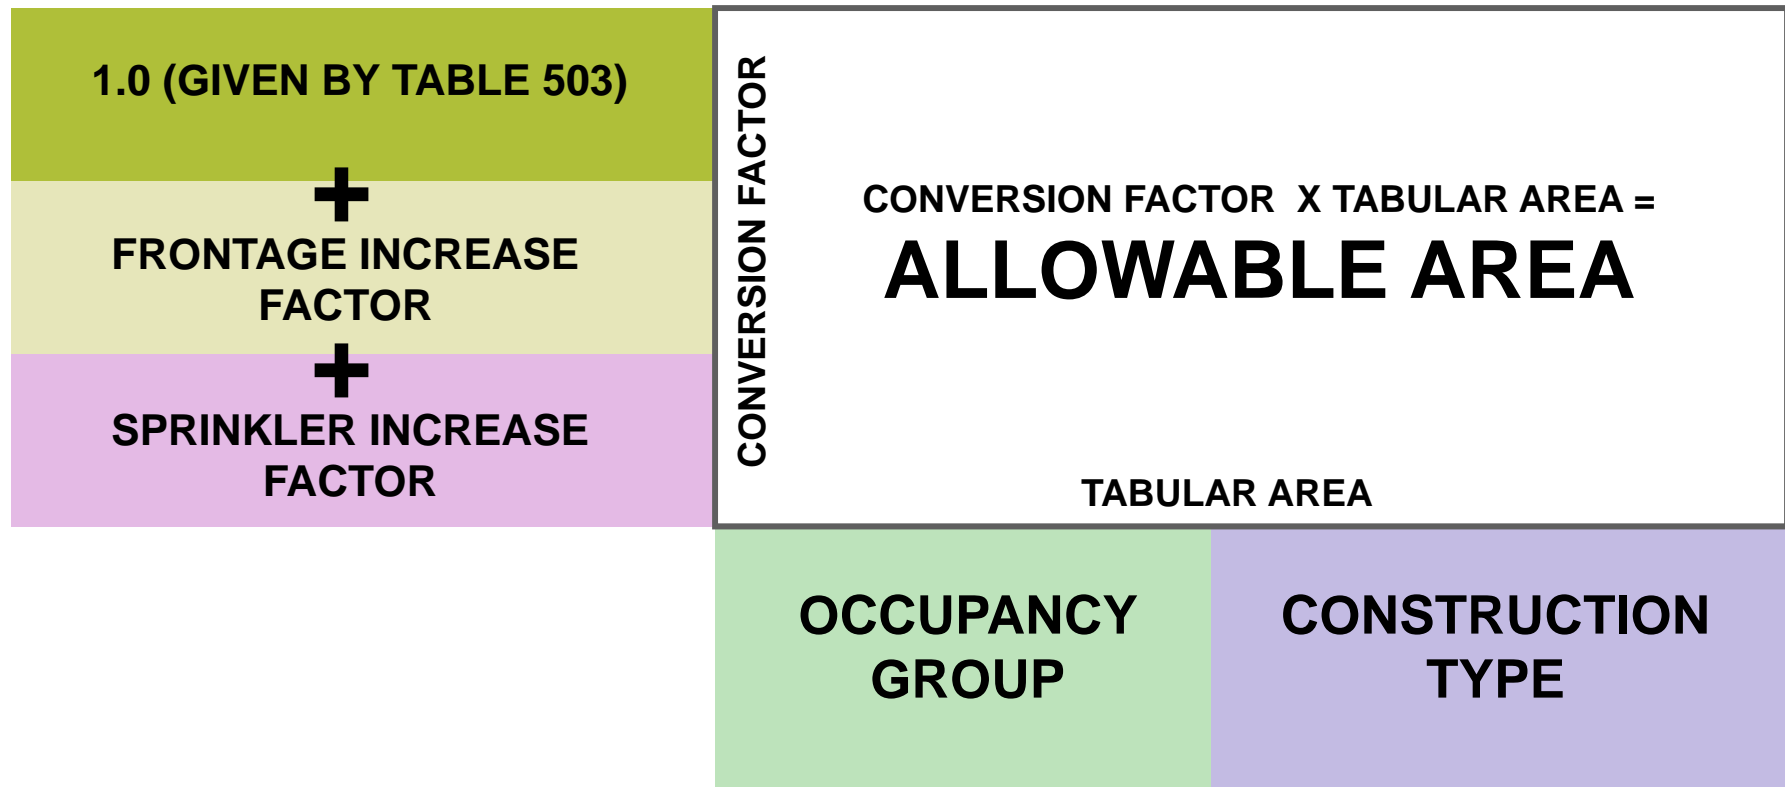 1.0 (GIVEN BY TABLE 503)
+
FRONTAGE INCREASE
FACTOR
+
SPRINKLER INCREASE
FACTOR
CONVERSION FACTOR
CONVERSION FACTOR X TABULAR AREA =
ALLOWABLE AREA
TABULAR AREA
OCCUPANCY
GROUP
CONSTRUCTION
TYPE